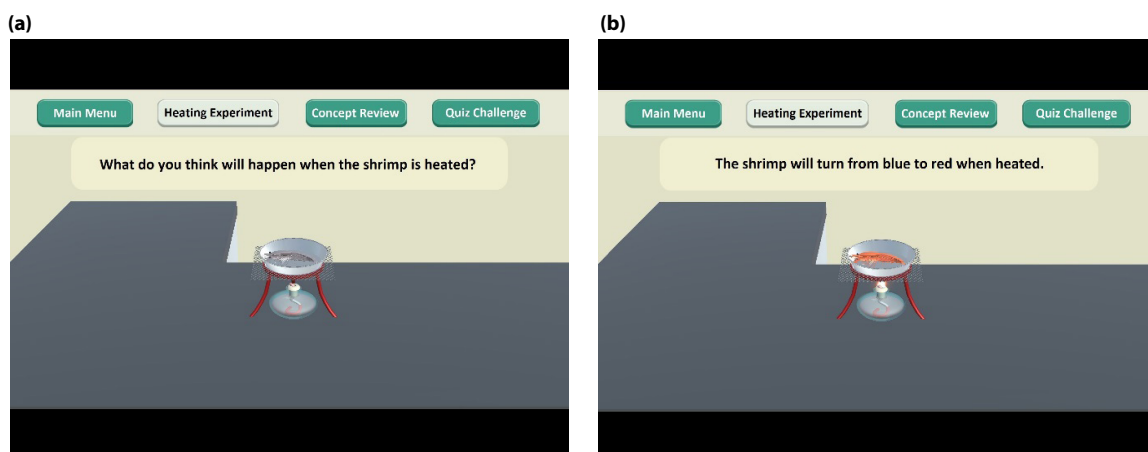 (a)
Main Menu
Heating Experiment
Concept Review
Quiz Challenge
What do you think will happen when the shrimp is heated?
(b)
Main Menu
Heating Experiment
Concept Review
Quiz Challenge
The shrimp will turn from blue to red when heated.